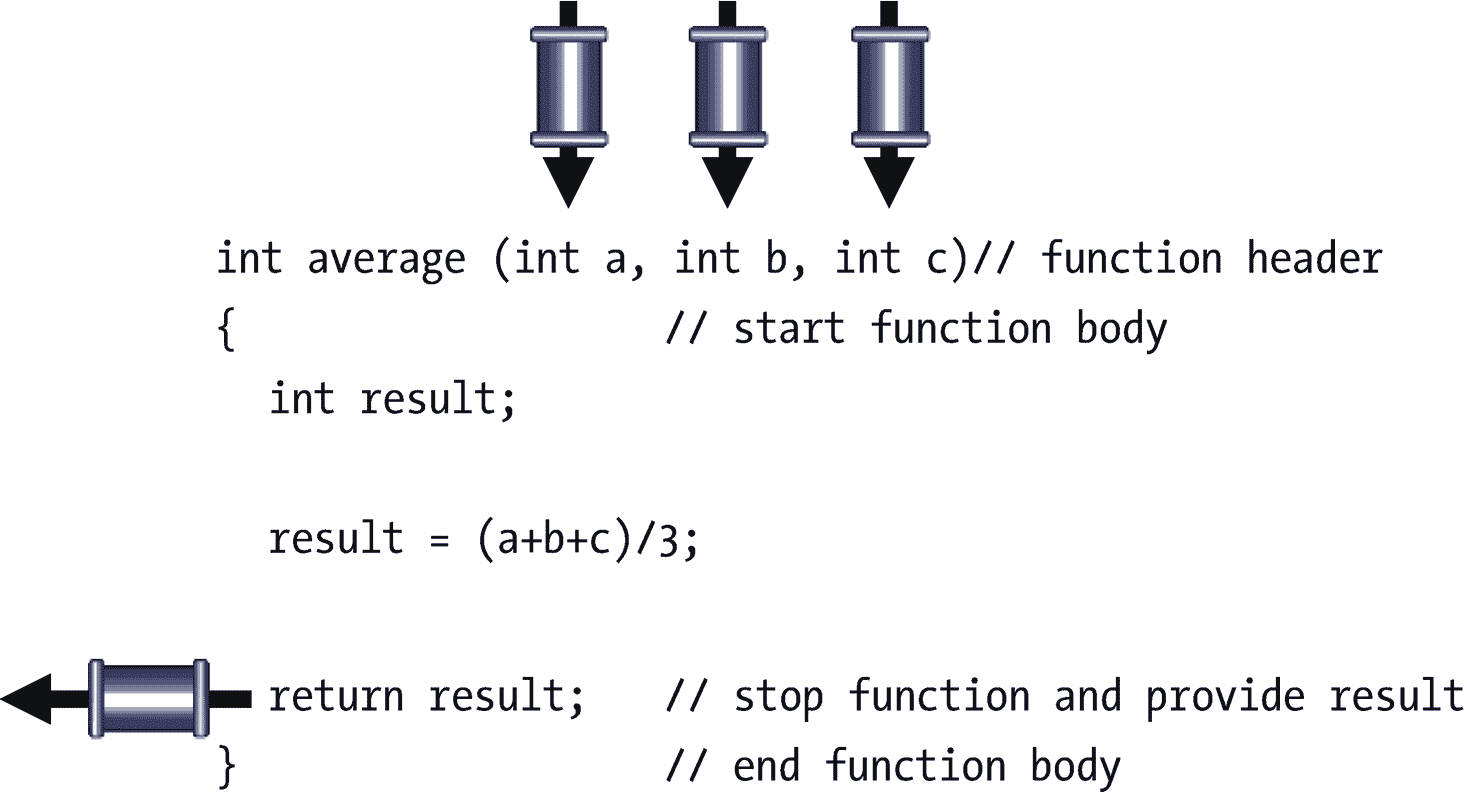 int average (int a, int b, int c)// function header
{ // start function body
int result;
result = (a+b+c)/3;
return result; // stop function and provide result
} // end function body